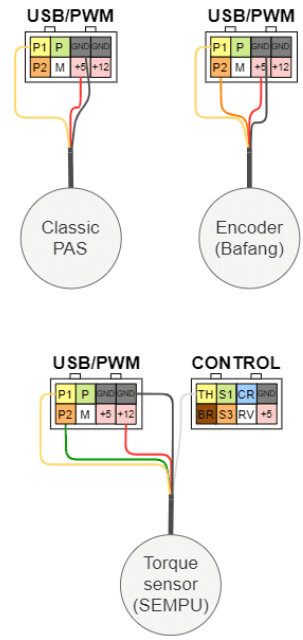 USB/PWM
P1 P GND GND
P2 M +5 +12
Classic
PAS
USB/PWM
P1 P GND GND
P2 M +5 +12
Encoder
(Bafang)
USB/PWM
P1 P GND GND
P2 M +5 +12
CONTROL
TH S1 CR GND
BR S3 RV +5
Torque
sensor
(SEMPU)